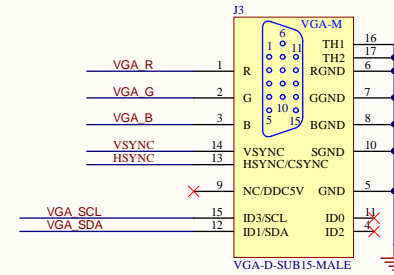 J3
VGA-M
6
1 11
10
5 15
VGA_R 1 R
VGA_G 2 G
VGA_B 3 B
VSYNC 14 VSYNC
HSYNC 13 HSYNC/CSYNC
9 NC/DDC5V
VGA_SCL 15 ID3/SCL
VGA_SDA 12 ID1/SDA
TH1 16
TH2 17
RGND 6
GGND 7
BGND 8
SGND 10
GND 5
ID0 11
ID2 4
VGA-D-SUB15-MALE